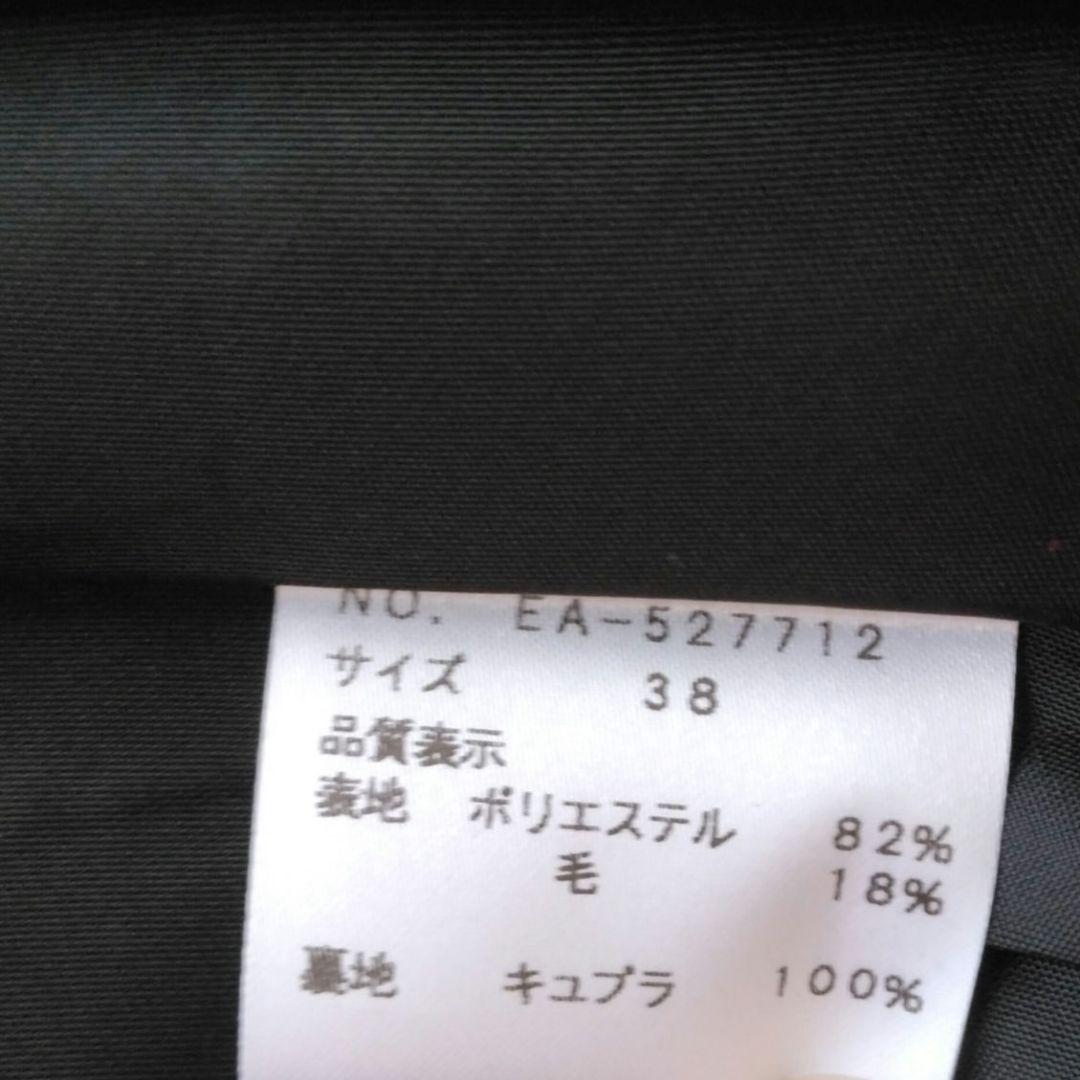 NO. EA-527712
サイズ 38
品質表示
表地 ポリエステル 82%
毛 18%
裏地 キュプラ 100%